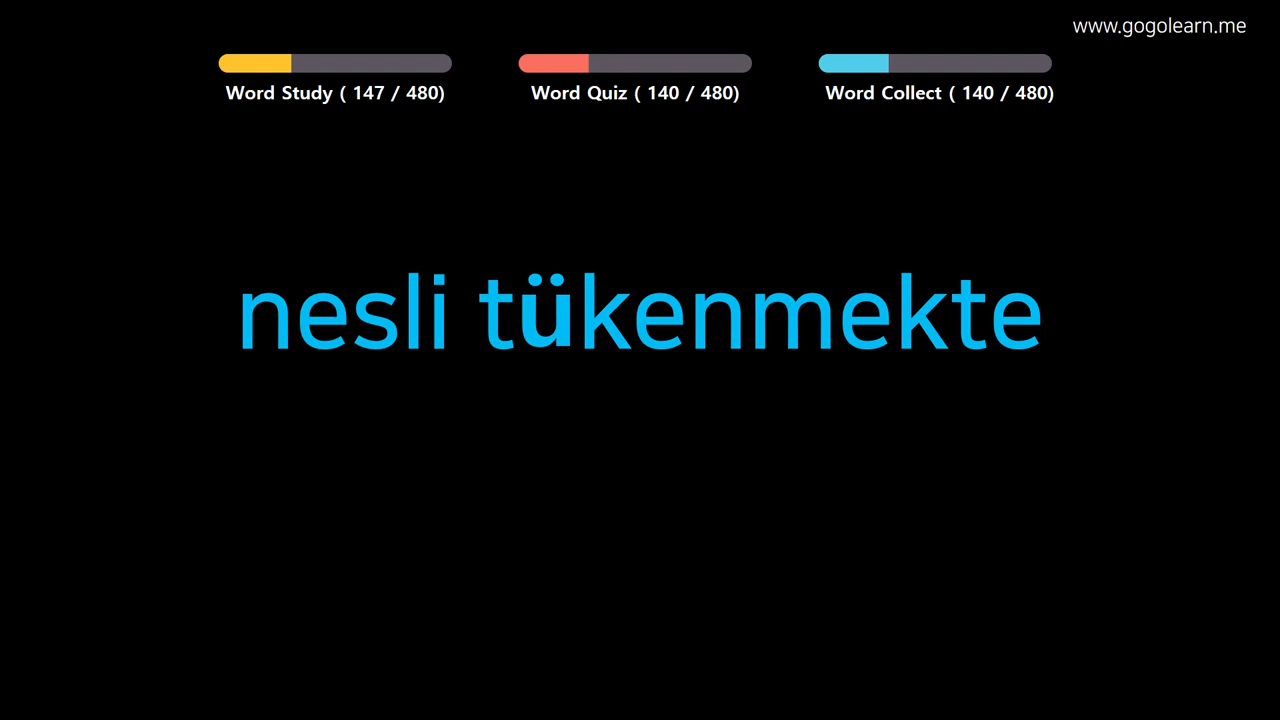 www.gogolearn.me
Word Study ( 147 / 480)
Word Quiz ( 140 / 480)
Word Collect ( 140 / 480)
nesli tükenmekte